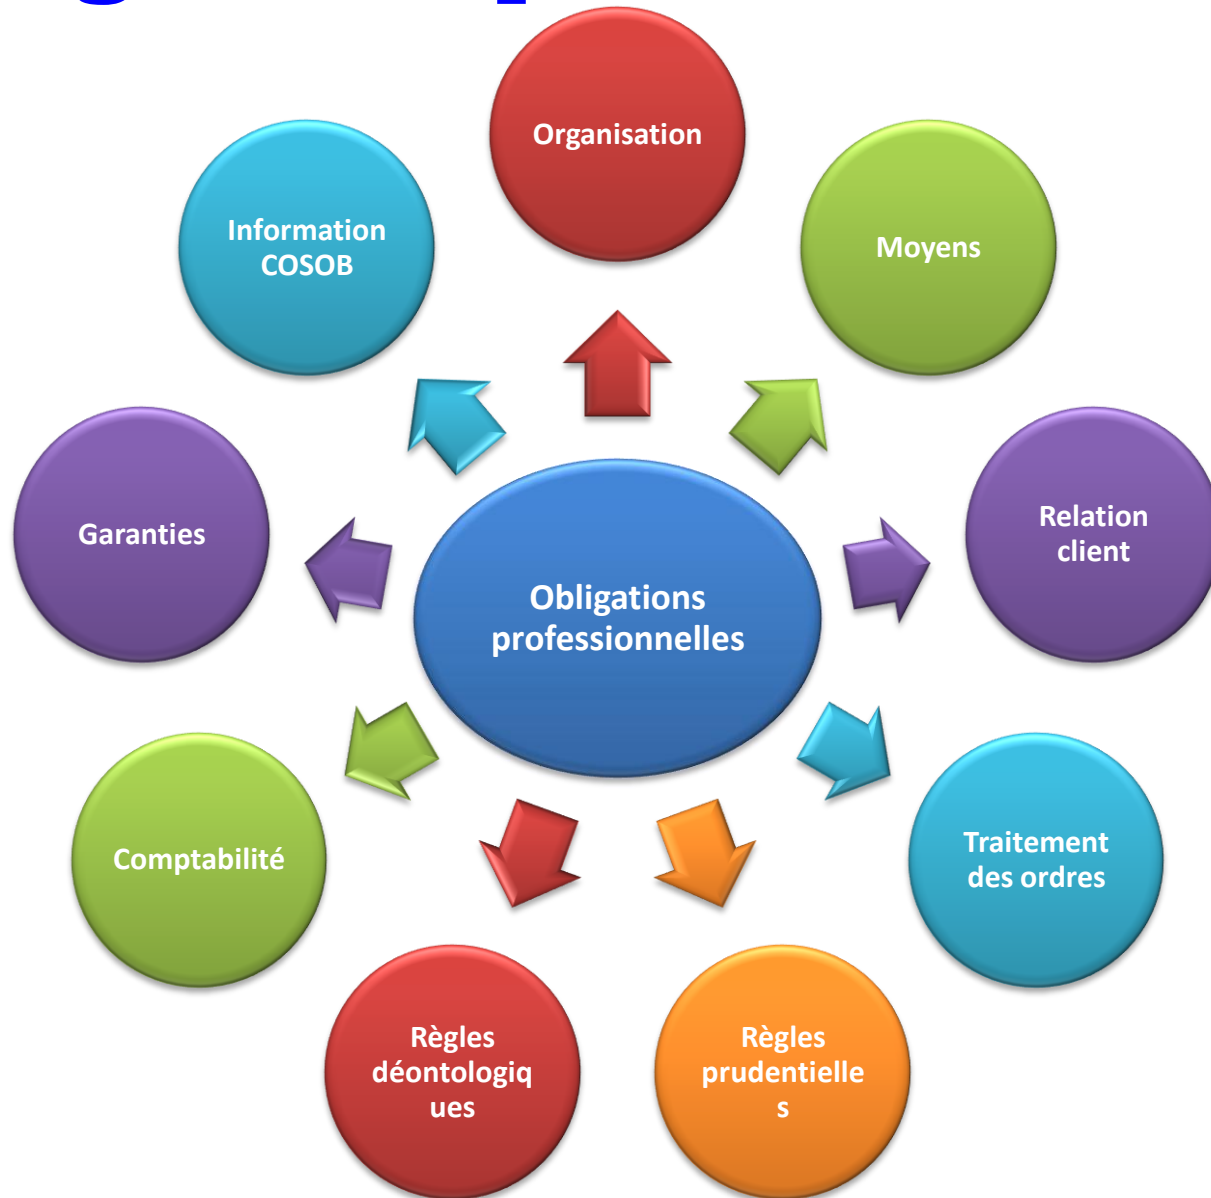 Organisation
Moyens
Relation
client
Traitement
des ordres
Règles
prudentielle
s
Règles
déontologiq
ues
Comptabilité
Garanties
Information
COSOB
Obligations
professionnelles